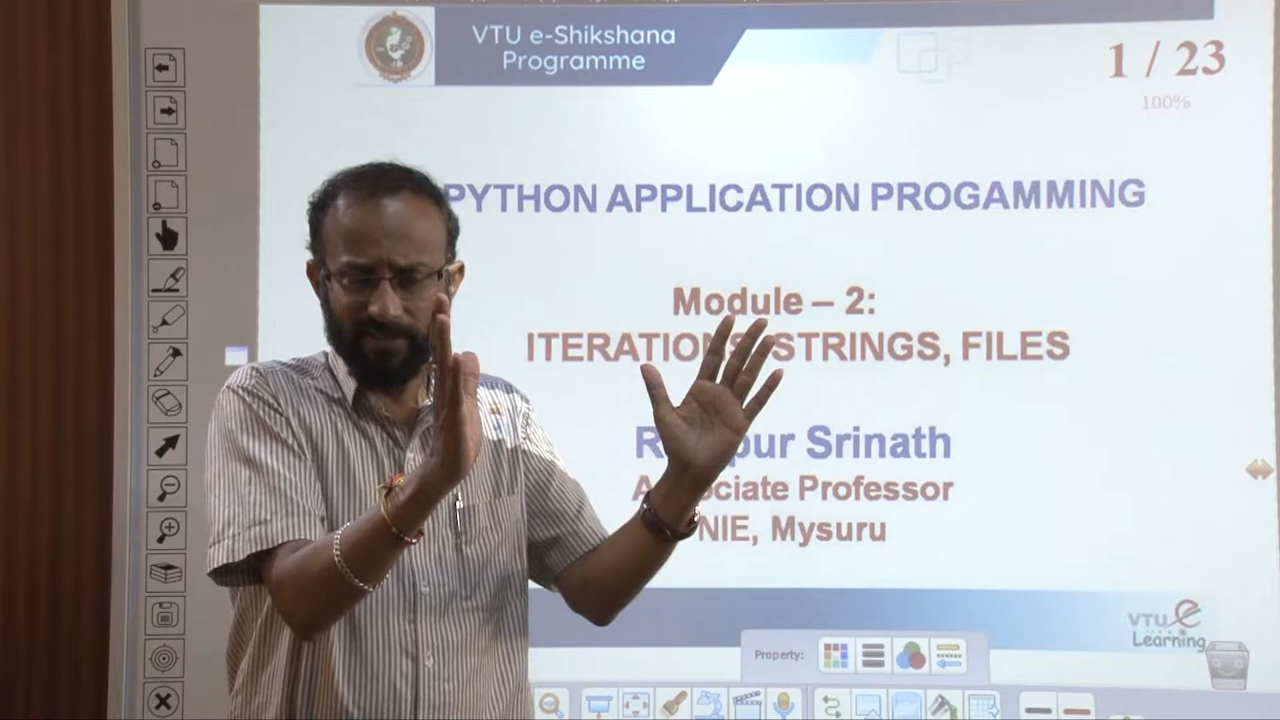 VTU e-Shikshana
Programme
1 / 23
100%
PYTHON APPLICATION PROGAMMING
Module – 2:
STRINGS, FILES
Srinath
Associate Professor
NIE, Mysuru
VTU e
Learning
Property: